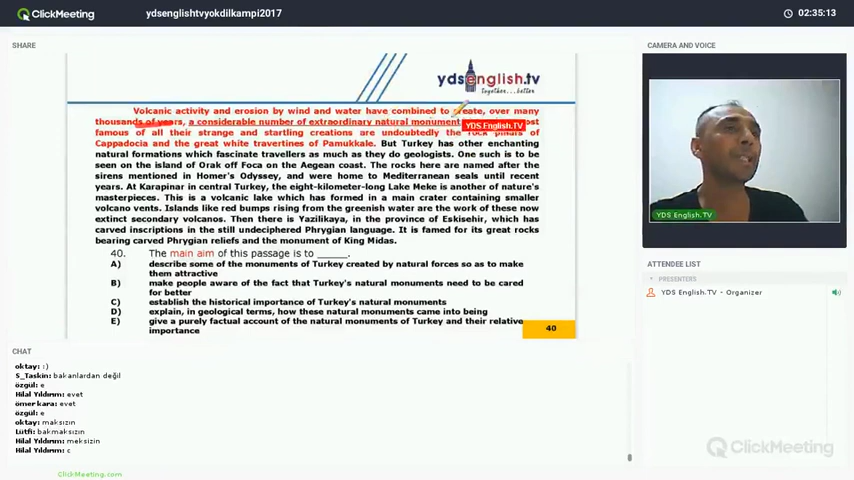 ClickMeeting
ydsenglishtvyokdilkampi2017
02:35:13
SHARE
CAMERA AND VOICE
ydsenglish.tv
together...better
Volcanic activity and erosion by wind and water have combined to create, over many
thousands of years, a considerable number of extraordinary natural monument
YDS.English.TV
famous of all their strange and startling creations are undoubtedly the rock pillars of
Cappadocia and the great white travertines of Pamukkale. But Turkey has other enchanting
natural formations which fascinate travellers as much as they do geologists. One such is to be
seen on the island of Orak off Foca on the Aegean coast. The rocks here are named after the
sirens mentioned in Homer's Odyssey, and were home to Mediterranean seals until recent
years. At Karapinar in central Turkey, the eight-kilometer-long Lake Meke is another of nature's
masterpieces. This is a volcanic lake which has formed in a main crater containing smaller
volcano vents. Islands like red bumps rising from the greenish water are the work of these now
extinct secondary volcanos. Then there is Yazilikaya, in the province of Eskisehir, which has
carved inscriptions in the still undeciphered Phrygian language. It is famed for its great rocks
bearing carved Phrygian reliefs and the monument of King Midas.
40. The main aim of this passage is to _____.
A) describe some of the monuments of Turkey created by natural forces so as to make
them attractive
B) make people aware of the fact that Turkey's natural monuments need to be cared
for better
C) establish the historical importance of Turkey's natural monuments
D) explain, in geological terms, how these natural monuments came into being
E) give a purely factual account of the natural monuments of Turkey and their relative
importance
40
YDS English.TV
ATTENDEE LIST
PRESENTERS
YDS English.TV - Organizer
CHAT
oktay: :)
S_Taskin: bakanlardan değil
özgül: e
Hilal Yıldırım: evet
ömer kara: evet
özgül: e
oktay: maksızın
Lütfi: bakmaksızın
Hilal Yıldırım: meksizin
Hilal Yıldırım: c
ClickMeeting.com
ClickMeeting